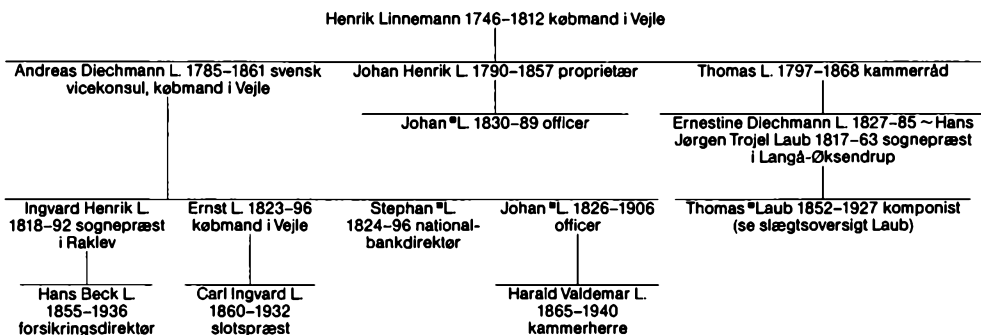 Henrik Linnemann 1746–1812 købmand i Vejle
Andreas Diechmann L. 1785–1861 svensk
vicekonsul, købmand i Vejle
Johan Henrik L. 1790–1857 proprietær
Thomas L. 1797–1868 kammerråd
Johan ■L. 1830–89 officer
Ernestine Diechmann L. 1827–85 ~ Hans
Jørgen Trojel Laub 1817–63 sognepræst
i Langå-Øksendrup
Ingvard Henrik L.
1818–92 sognepræst
i Raklev
Ernst L. 1823–96
købmand i Vejle
Stephan ■L.
1824–96 national-
bankdirektør
Johan ■L. 1826–1906
officer
Thomas ■Laub 1852–1927 komponist
(se slægtsoversigt Laub)
Hans Beck L.
1855–1936
forsikringsdirektør
Carl Ingvard L.
1860–1932
slotspræst
Harald Valdemar L.
1865–1940
kammerherre